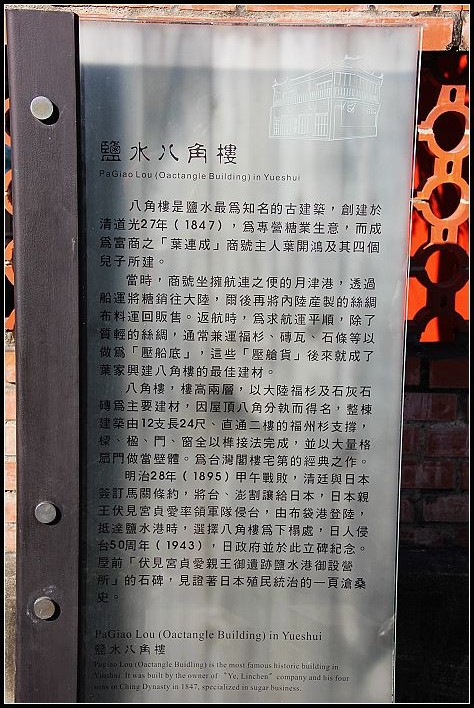 鹽水八角樓
PaGiao Lou (Oactangle Building) in Yueshui
八角樓是鹽水最為知名的古建築，創建於
清道光27年（1847），為專營糖業生意，而成
為富商之「葉連成」商號主人葉開鴻及其四個
兒子所建。
當時，商號坐擁航運之便的月津港，透過
船運將糖銷往大陸，爾後再將內陸産製的絲綢
布料運回販售。返航時，為求航運平順，除了
質輕的絲綢，通常兼運福杉、磚瓦、石條等以
做為「壓船底」，這些「壓艙貨」後來就成了
葉家興建八角樓的最佳建材。
八角樓，樓高兩層，以大陸福杉及石灰石
磚為主要建材，因屋頂八角分執而得名，整棟
建築由12支長24尺、直通二樓的福州杉支撐，
樑、楹、門、窗全以榫接法完成，並以大量格
扇門做當壁體。為台灣閣樓宅第的經典之作。
明治28年（1895）甲午戰敗，清廷與日本
簽訂馬關條約，將台、澎割讓給日本，日本親
王伏見宮貞愛率領軍隊侵台，由布袋港登陸，
抵達鹽水港時，選擇八角樓為下榻處，日人侵
台50周年（1943），日政府並於此立碑紀念。
屋前「伏見宮貞愛親王御遺跡鹽水港御設營
所」的石碑，見證著日本殖民統治的一頁滄桑
史。
PaGiao Lou (Oactangle Building) in Yueshui
鹽水八角樓
Pagiao Lou (Oactangle Buidling) is the most famous historic building in
Yueshui. It was built by the owner of "Ye, Linchen" company and his four
sons in Ching Dynasty in 1847, specialized in sugar business.